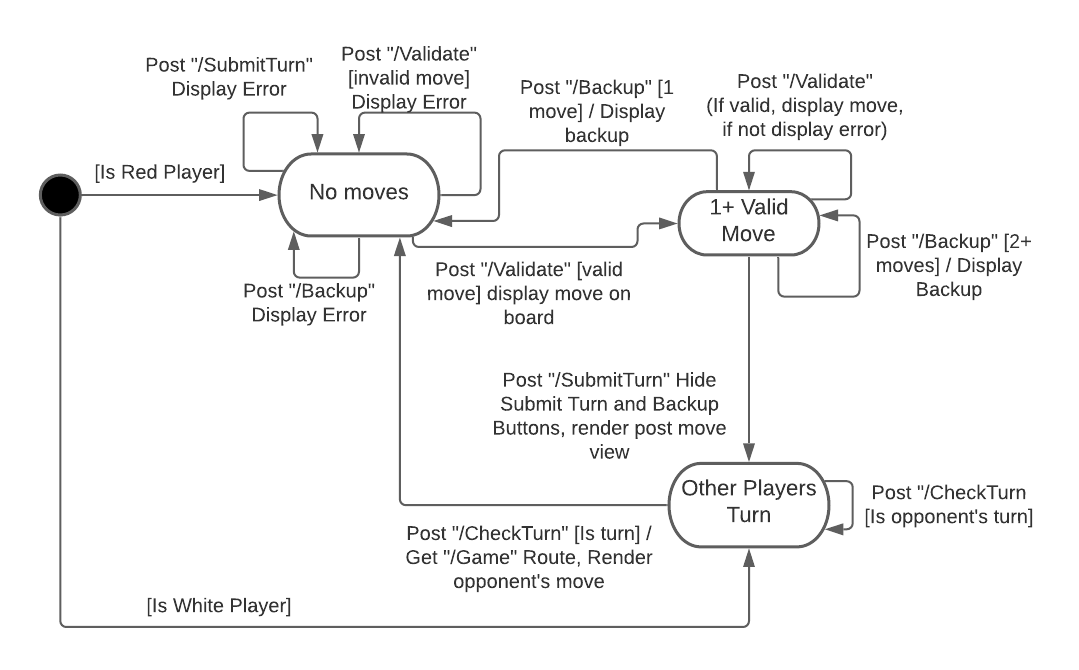 Post "/SubmitTurn"
Display Error
Post "/Validate"
[invalid move]
Display Error
Post "/Backup" [1
move] / Display
backup
Post "/Validate"
(If valid, display move,
if not display error)
[Is Red Player]
No moves
1+ Valid
Move
Post "/Backup" [2+
moves] / Display
Backup
Post "/Backup"
Display Error
Post "/Validate" [valid
move] display move on
board
Post "/SubmitTurn" Hide
Submit Turn and Backup
Buttons, render post move
view
Other Players
Turn
Post "/CheckTurn
[Is opponent's turn]
Post "/CheckTurn" [Is turn] /
Get "/Game" Route, Render
opponent's move
[Is White Player]